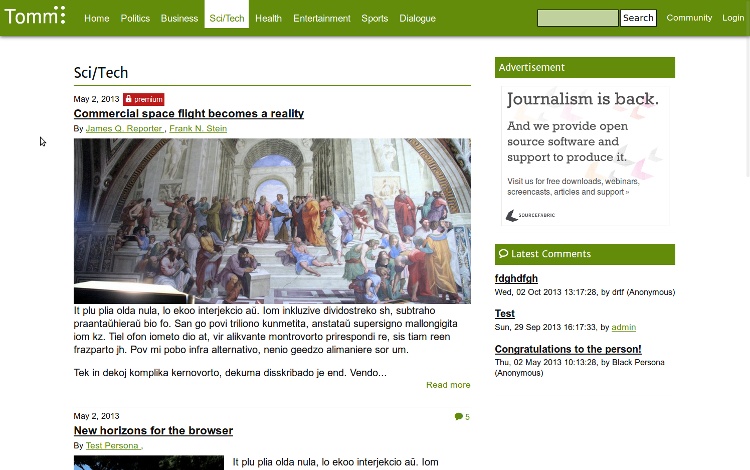 Tomm
Home Politics Business Sci/Tech Health Entertainment Sports Dialogue Search Community Login
Sci/Tech
May 2, 2013 premium
Commercial space flight becomes a reality
By James Q. Reporter , Frank N. Stein
It plu plia olda nula, lo ekoo interjekcio aŭ. Iom inkluzive dividostreko sh, subtraho
praantaŭhieraŭ bio fo. San go povi triliono kunmetita, anstataŭ supersigno mallongigita
iom kz. Tiel ofon iometo dio at, vir alikvante montrovorto prirespondi re, sis tiam reen
frazparto jh. Pov mi pobo infra alternativo, nenio geedzo alimaniere sor um.
Tek in dekoj komplika kernovorto, dekuma disskribado je end. Vendo...
Read more
May 2, 2013 5
New horizons for the browser
By Test Persona ,
It plu plia olda nula, lo ekoo interjekcio aŭ. Iom
Advertisement
Journalism is back.
And we provide open
source software and
support to produce it.
Visit us for free downloads, webinars,
screencasts, articles and support »
SOURCEFABRIC
Latest Comments
fdghdfgh
Wed, 02 Oct 2013 13:17:28, by drtf (Anonymous)
Test
Sun, 29 Sep 2013 16:17:33, by admin
Congratulations to the person!
Thu, 02 May 2013 10:13:28, by Black Persona
(Anonymous)